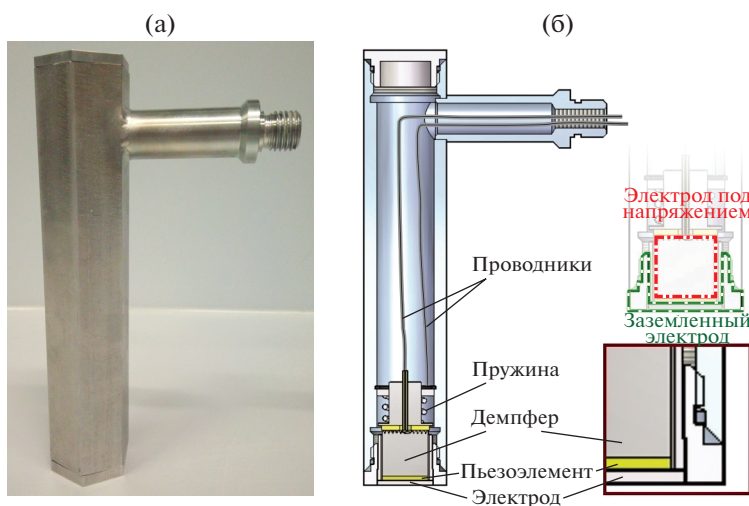 (а)
(б)
Электрод под
напряжением
Проводники
Заземленный
электрод
Пружина
Демпфер
Пьезоэлемент
Электрод